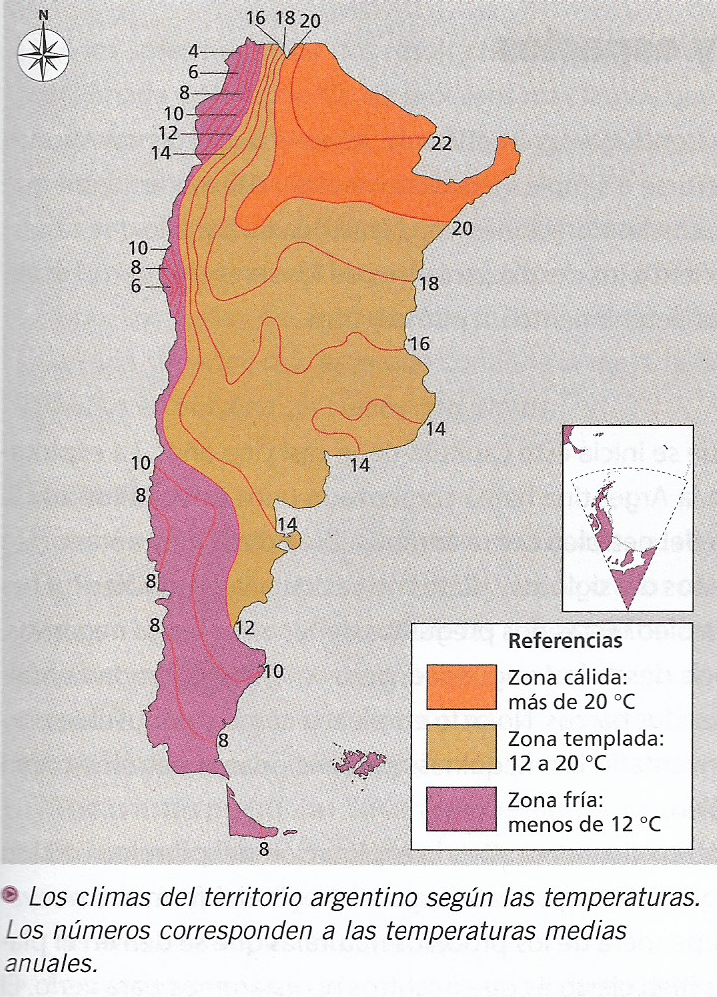 N
16 18 20
4
6
8
10
12
14
22
20
10
8
6
18
16
14
14
10
8
14
8
8
12
10
8
8
Referencias
Zona cálida:
más de 20 °C
Zona templada:
12 a 20 °C
Zona fría:
menos de 12 °C
Los climas del territorio argentino según las temperaturas.
Los números corresponden a las temperaturas medias
anuales.